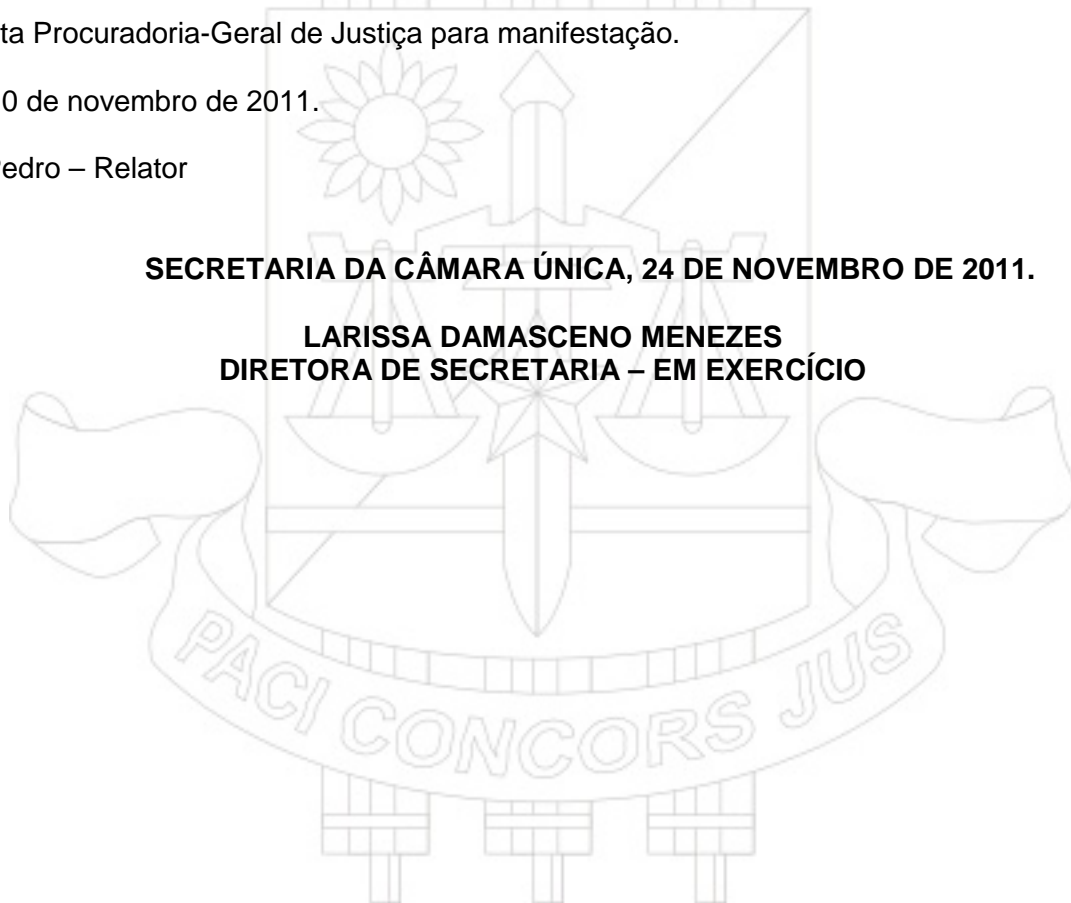 ta Procuradoria-Geral de Justiça para manifestação.
0 de novembro de 2011.
edro – Relator
SECRETARIA DA CÂMARA ÚNICA, 24 DE NOVEMBRO DE 2011.
LARISSA DAMASCENO MENEZES
DIRETORA DE SECRETARIA – EM EXERCÍCIO
PACI CONCORS JUS